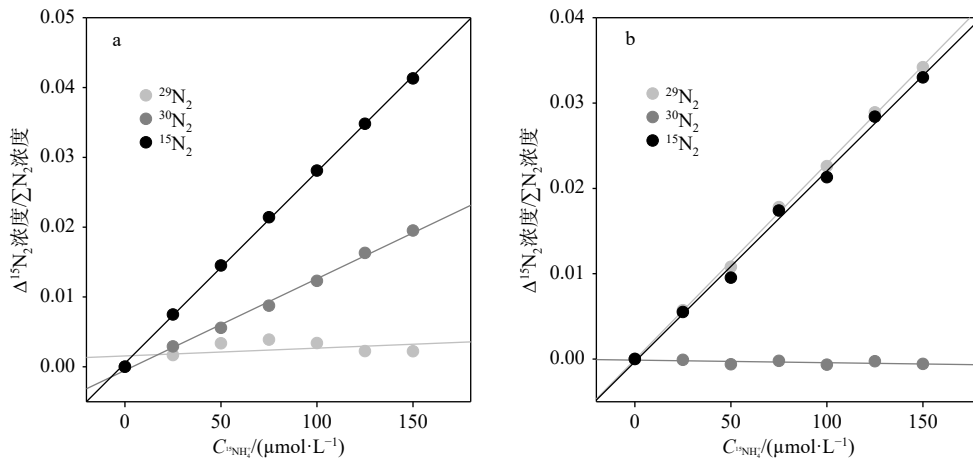 a
0.05
0.04
0.03
0.02
0.01
0.00
Δ¹⁵N₂浓度/∑N₂浓度
²⁹N₂
³⁰N₂
¹⁵N₂
0 50 100 150
C¹⁵NH₄⁺/(μmol·L⁻¹)
b
0.04
0.03
0.02
0.01
0.00
Δ¹⁵N₂浓度/∑N₂浓度
²⁹N₂
³⁰N₂
¹⁵N₂
0 50 100 150
C¹⁵NH₄⁺/(μmol·L⁻¹)